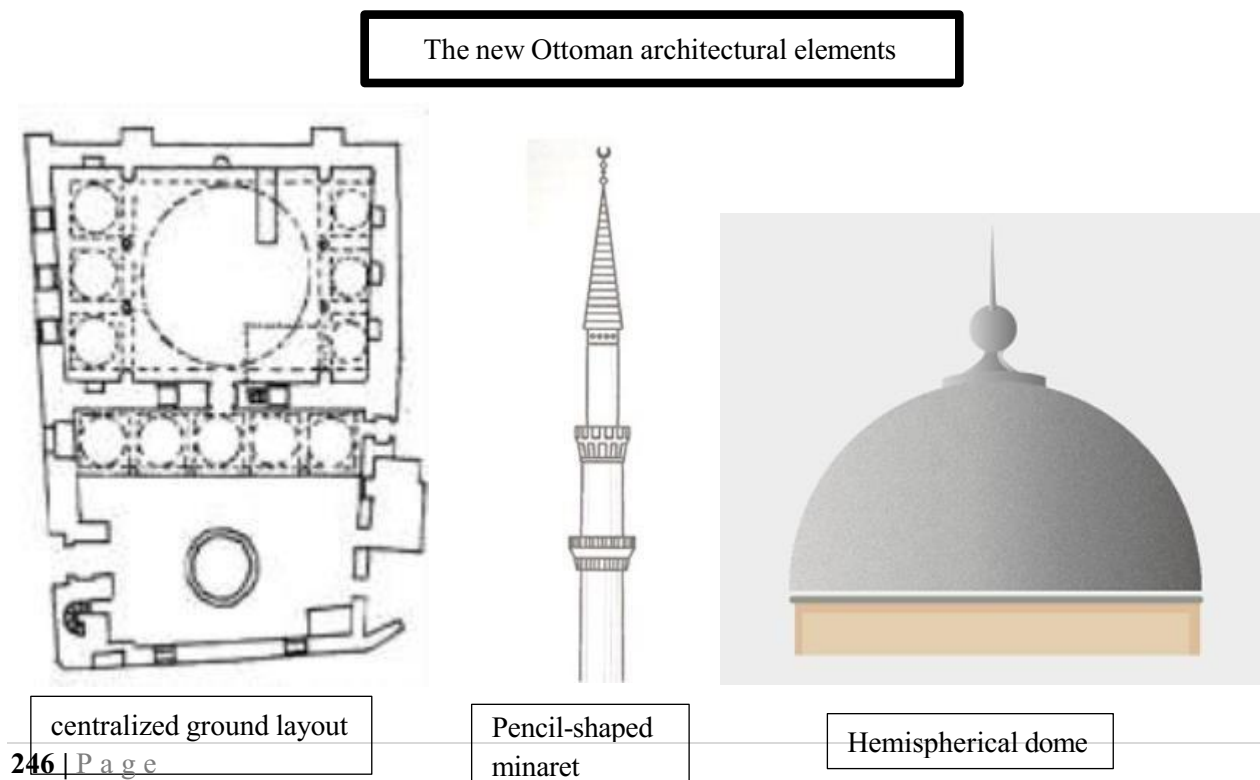 The new Ottoman architectural elements
centralized ground layout
Pencil-shaped
minaret
Hemispherical dome
246 | P a g e